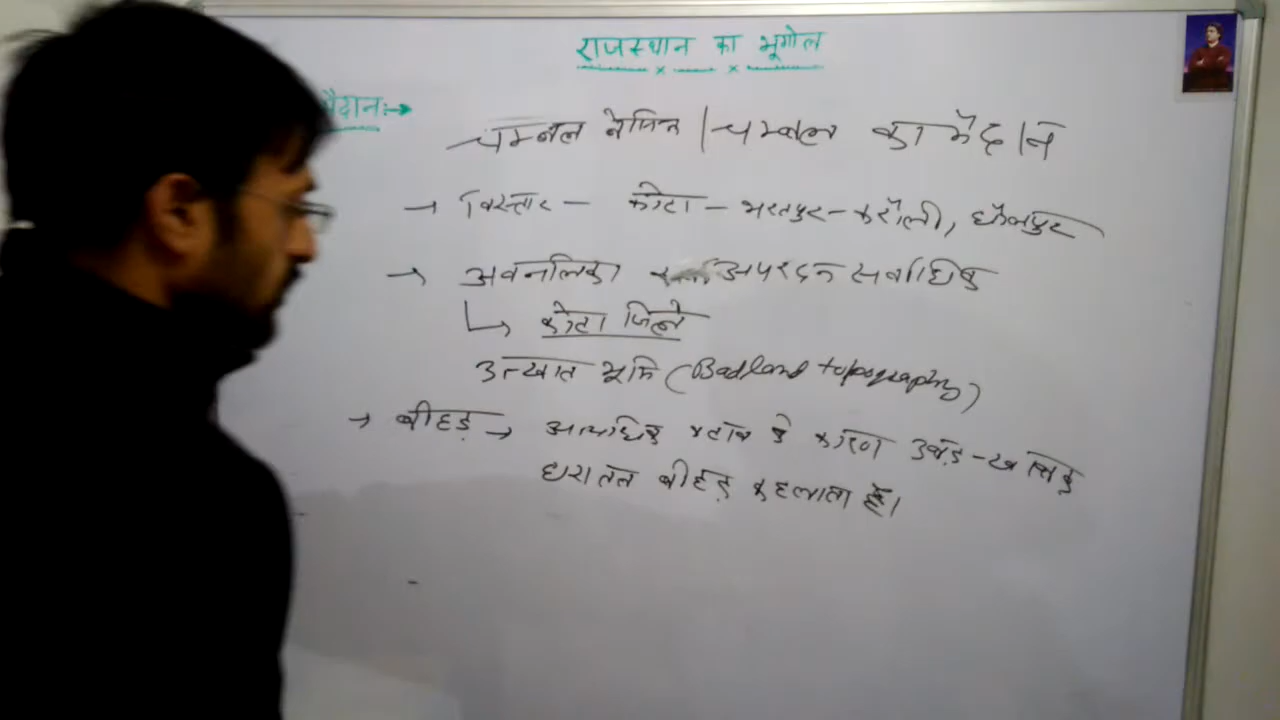 राजस्थान का भूगोल
मैदान:→
चम्बल बेसिन | चम्बल का मैदान
→ विस्तार - कोटा - भरतपुर - करौली, धौलपुर
→ अवनलिका अपरदन सर्वाधिक
↳ कोटा जिले
उत्खात भूमि (Badland topography)
→ बीहड़ → अत्यधिक कटाव के कारण उबड़-खाबड़
धरातल बीहड़ कहलाता है।